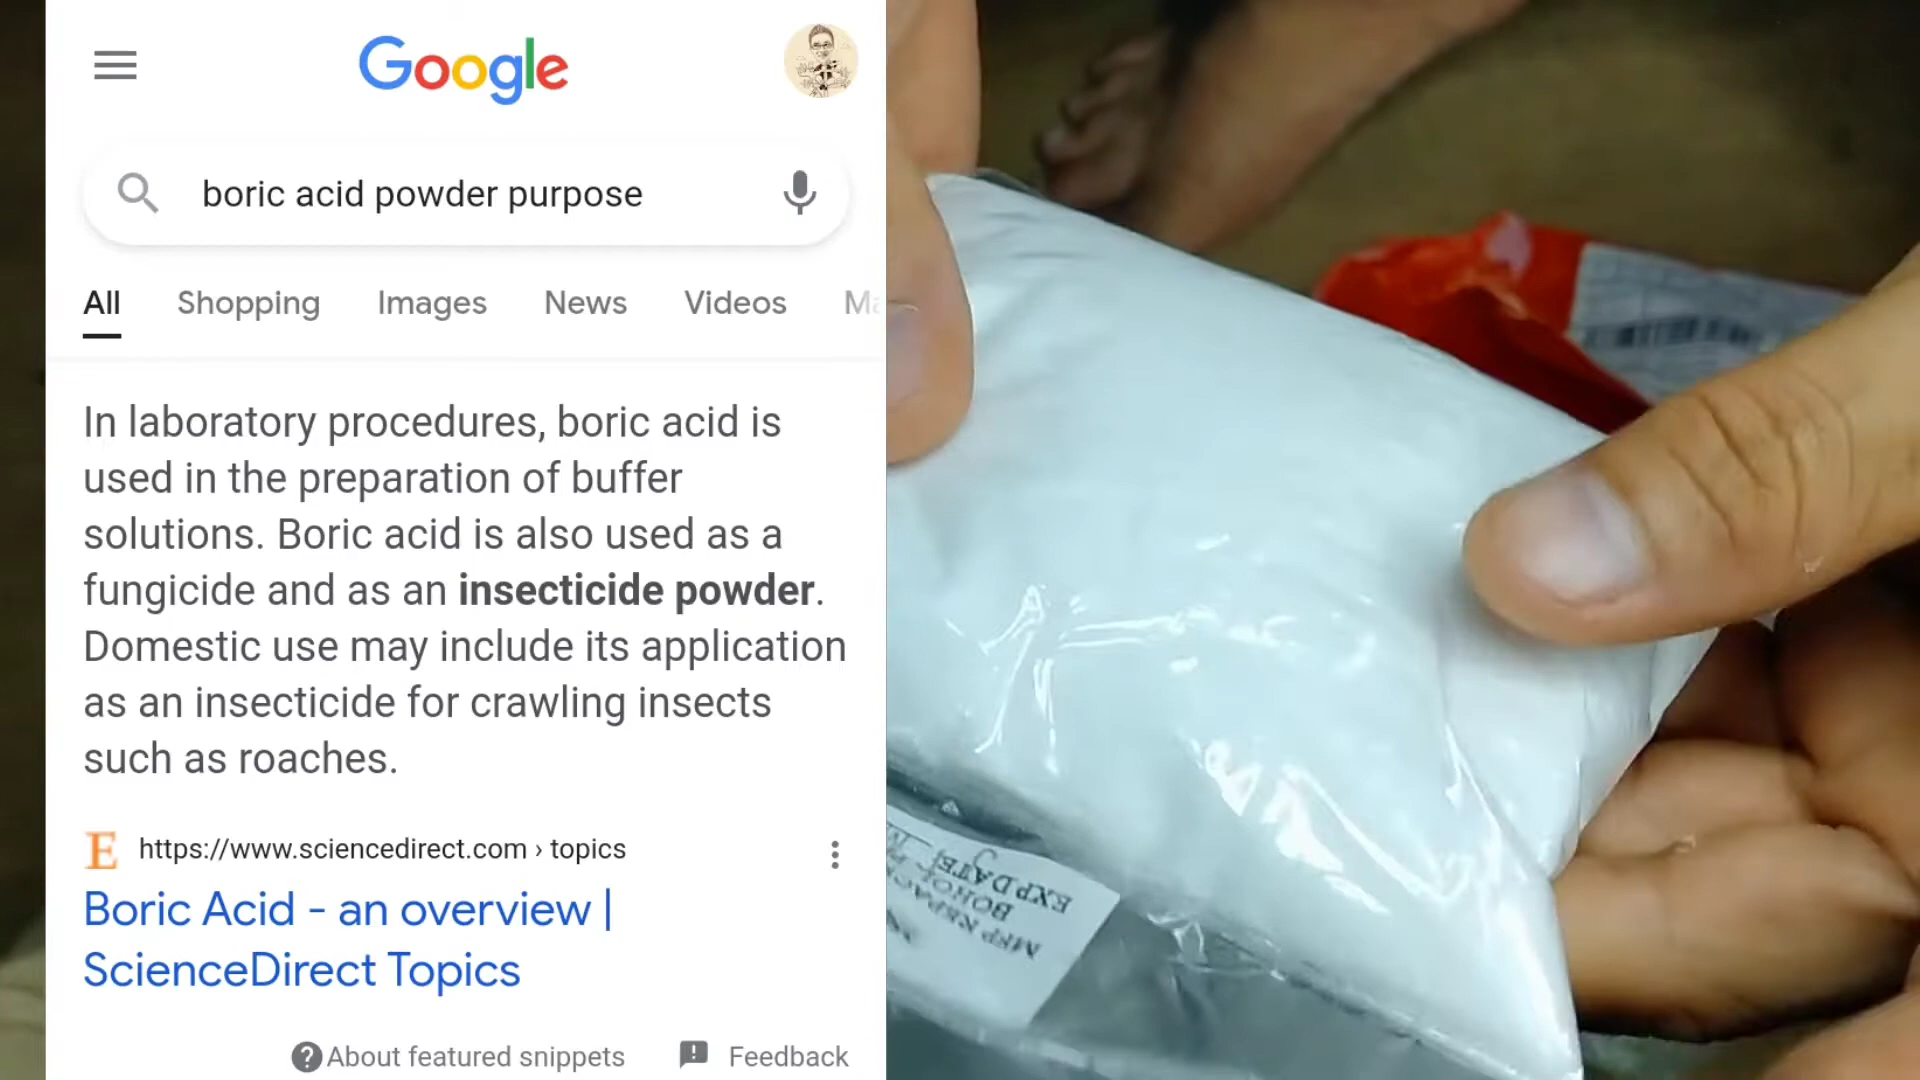 Google
boric acid powder purpose
All Shopping Images News Videos Ma
In laboratory procedures, boric acid is
used in the preparation of buffer
solutions. Boric acid is also used as a
fungicide and as an insecticide powder.
Domestic use may include its application
as an insecticide for crawling insects
such as roaches.
E https://www.sciencedirect.com › topics
Boric Acid - an overview |
ScienceDirect Topics
? About featured snippets ! Feedback
EXP DATE: